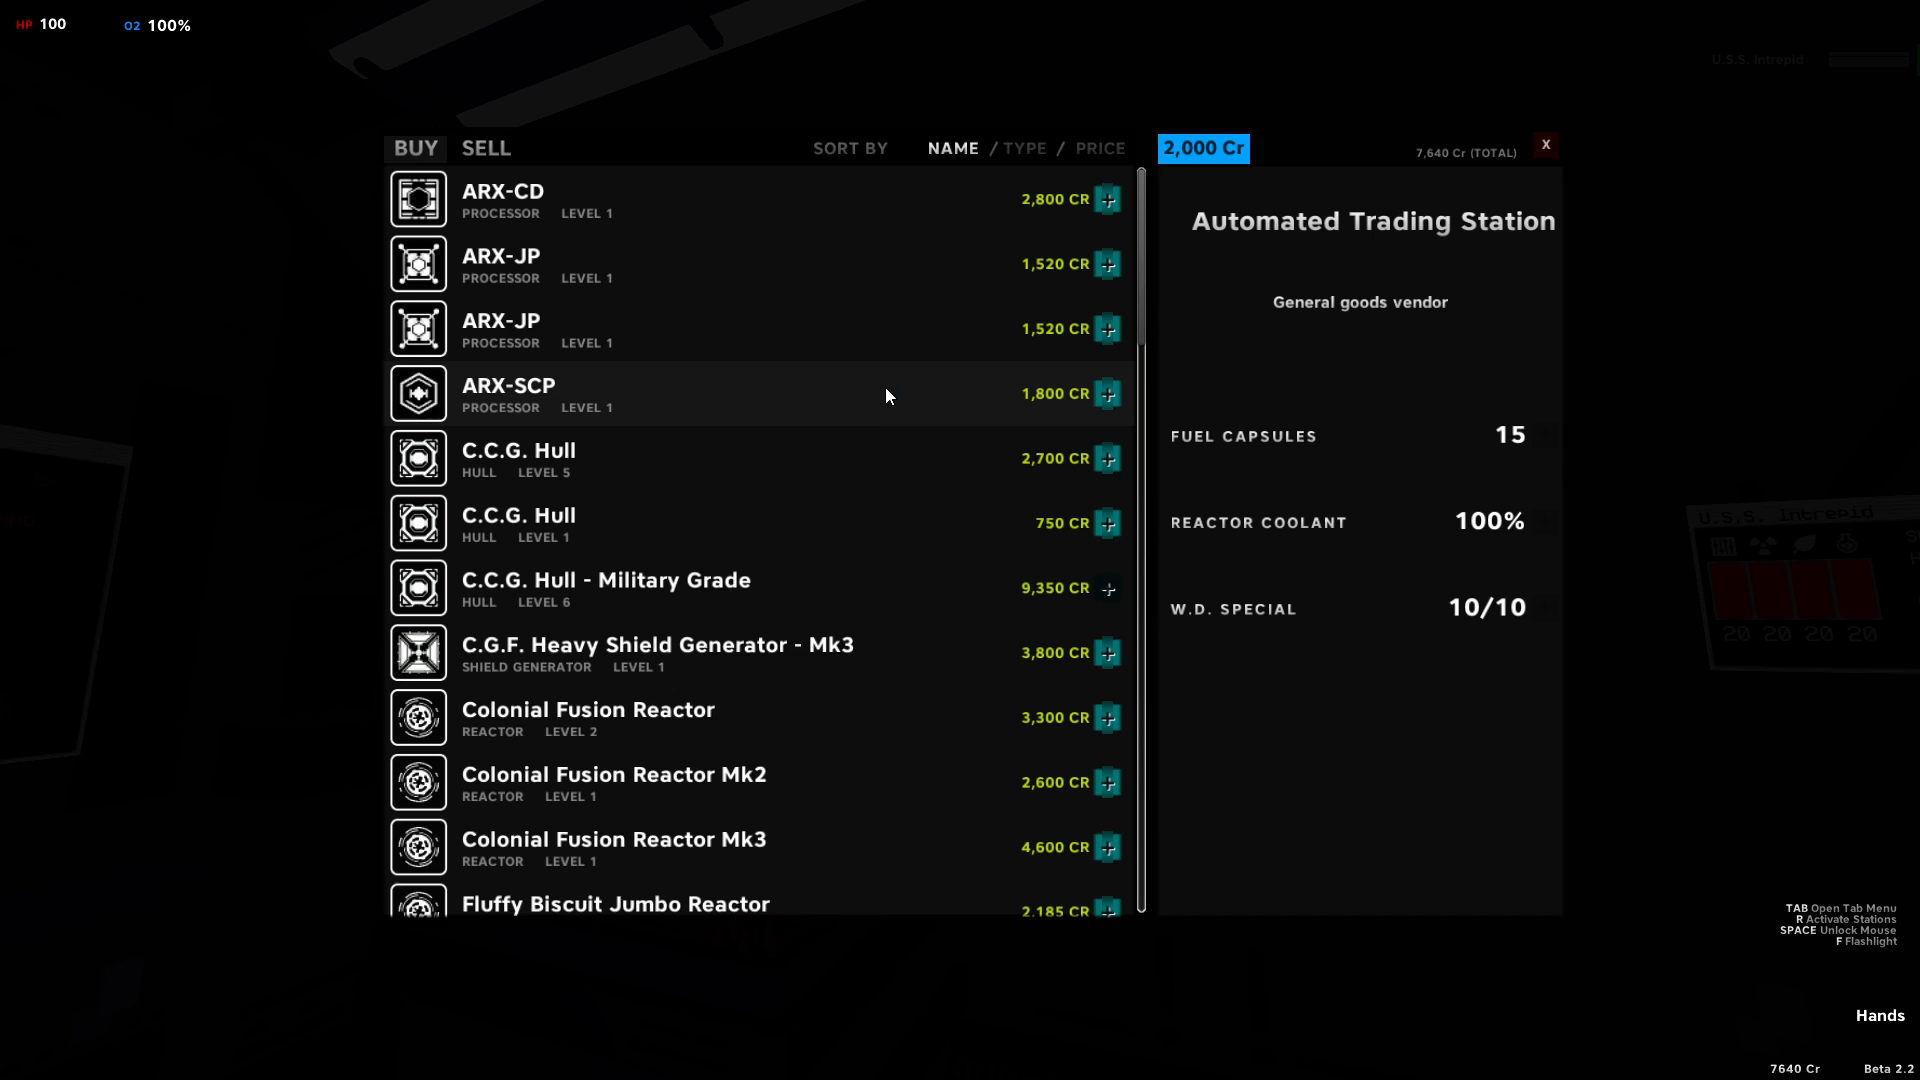 HP 100
O2 100%
U.S.S. Intrepid
BUY SELL
SORT BY NAME / TYPE / PRICE
2,000 Cr
7,640 Cr (TOTAL)
X
ARX-CD
2,800 CR +
PROCESSOR LEVEL 1
ARX-JP
1,520 CR +
PROCESSOR LEVEL 1
ARX-JP
1,520 CR +
PROCESSOR LEVEL 1
ARX-SCP
1,800 CR +
PROCESSOR LEVEL 1
C.C.G. Hull
2,700 CR +
HULL LEVEL 5
C.C.G. Hull
750 CR +
HULL LEVEL 1
C.C.G. Hull - Military Grade
9,350 CR +
HULL LEVEL 6
C.G.F. Heavy Shield Generator - Mk3
3,800 CR +
SHIELD GENERATOR LEVEL 1
Colonial Fusion Reactor
3,300 CR +
REACTOR LEVEL 2
Colonial Fusion Reactor Mk2
2,600 CR +
REACTOR LEVEL 1
Colonial Fusion Reactor Mk3
4,600 CR +
REACTOR LEVEL 1
Fluffy Biscuit Jumbo Reactor
2,185 CR +
Automated Trading Station
General goods vendor
FUEL CAPSULES 15
REACTOR COOLANT 100%
W.D. SPECIAL 10/10
U.S.S. Intrepid
20 20 20 20
TAB Open Tab Menu
R Activate Stations
SPACE Unlock Mouse
F Flashlight
Hands
7640 Cr
Beta 2.2